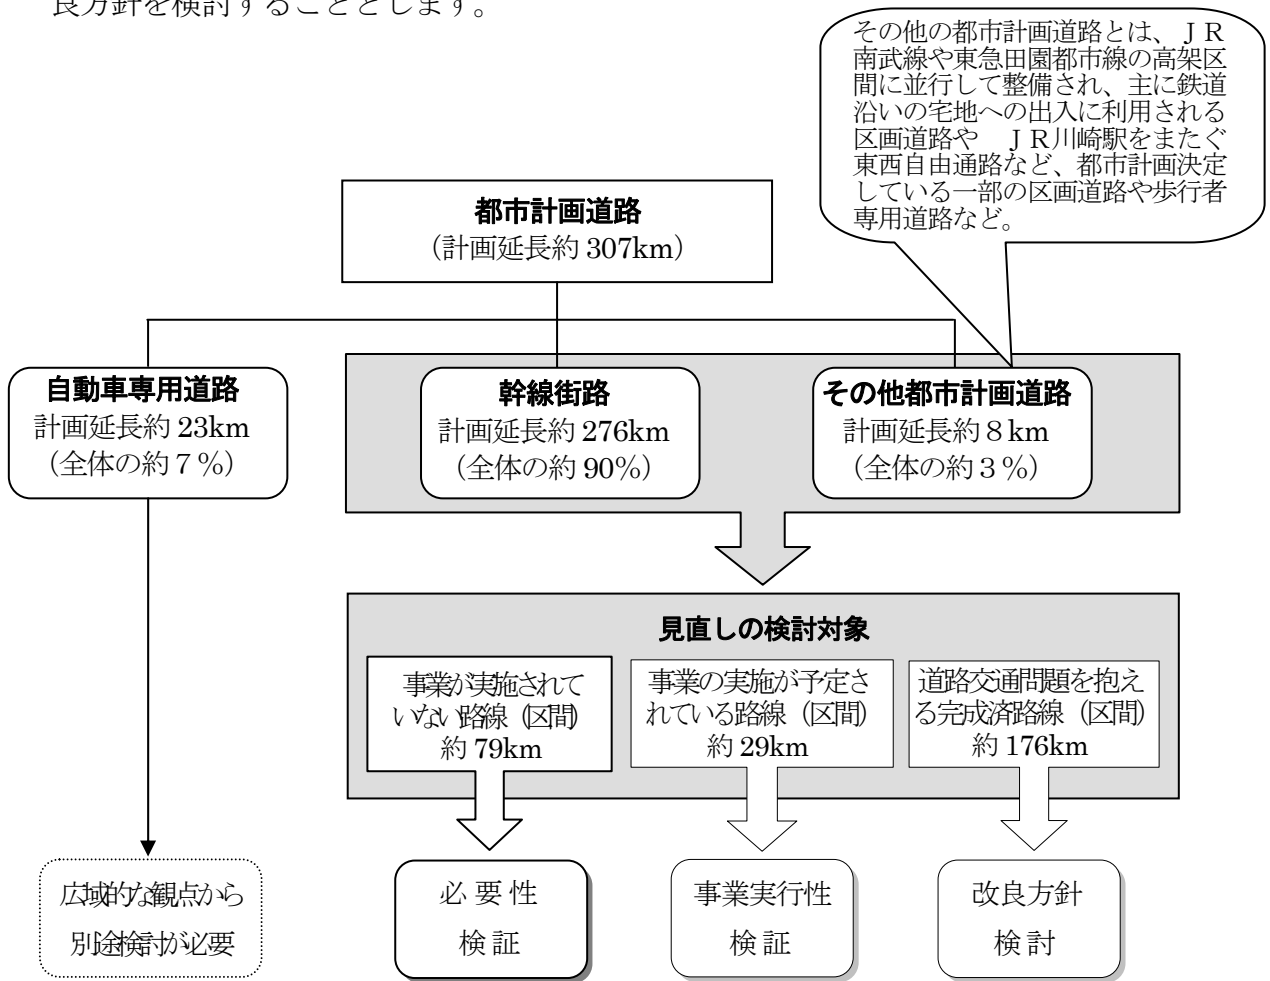 良方針を検討することとします。
その他の都市計画道路とは、ＪＲ
南武線や東急田園都市線の高架区
間に並行して整備され、主に鉄道
沿いの宅地への出入に利用される
区画道路や　ＪＲ川崎駅をまたぐ
東西自由通路など、都市計画決定
している一部の区画道路や歩行者
専用道路など。
都市計画道路
（計画延長約 307km）
自動車専用道路
計画延長約 23km
（全体の約７%）
幹線街路
計画延長約 276km
（全体の約 90%）
その他都市計画道路
計画延長約８km
（全体の約３%）
見直しの検討対象
事業が実施されて
いない路線（区間）
約 79km
事業の実施が予定さ
れている路線（区間）
約 29km
道路交通問題を抱え
る完成済路線（区間）
約 176km
広域的な観点から
別途検討が必要
必 要 性
検 証
事業実行性
検 証
改良方針
検 討